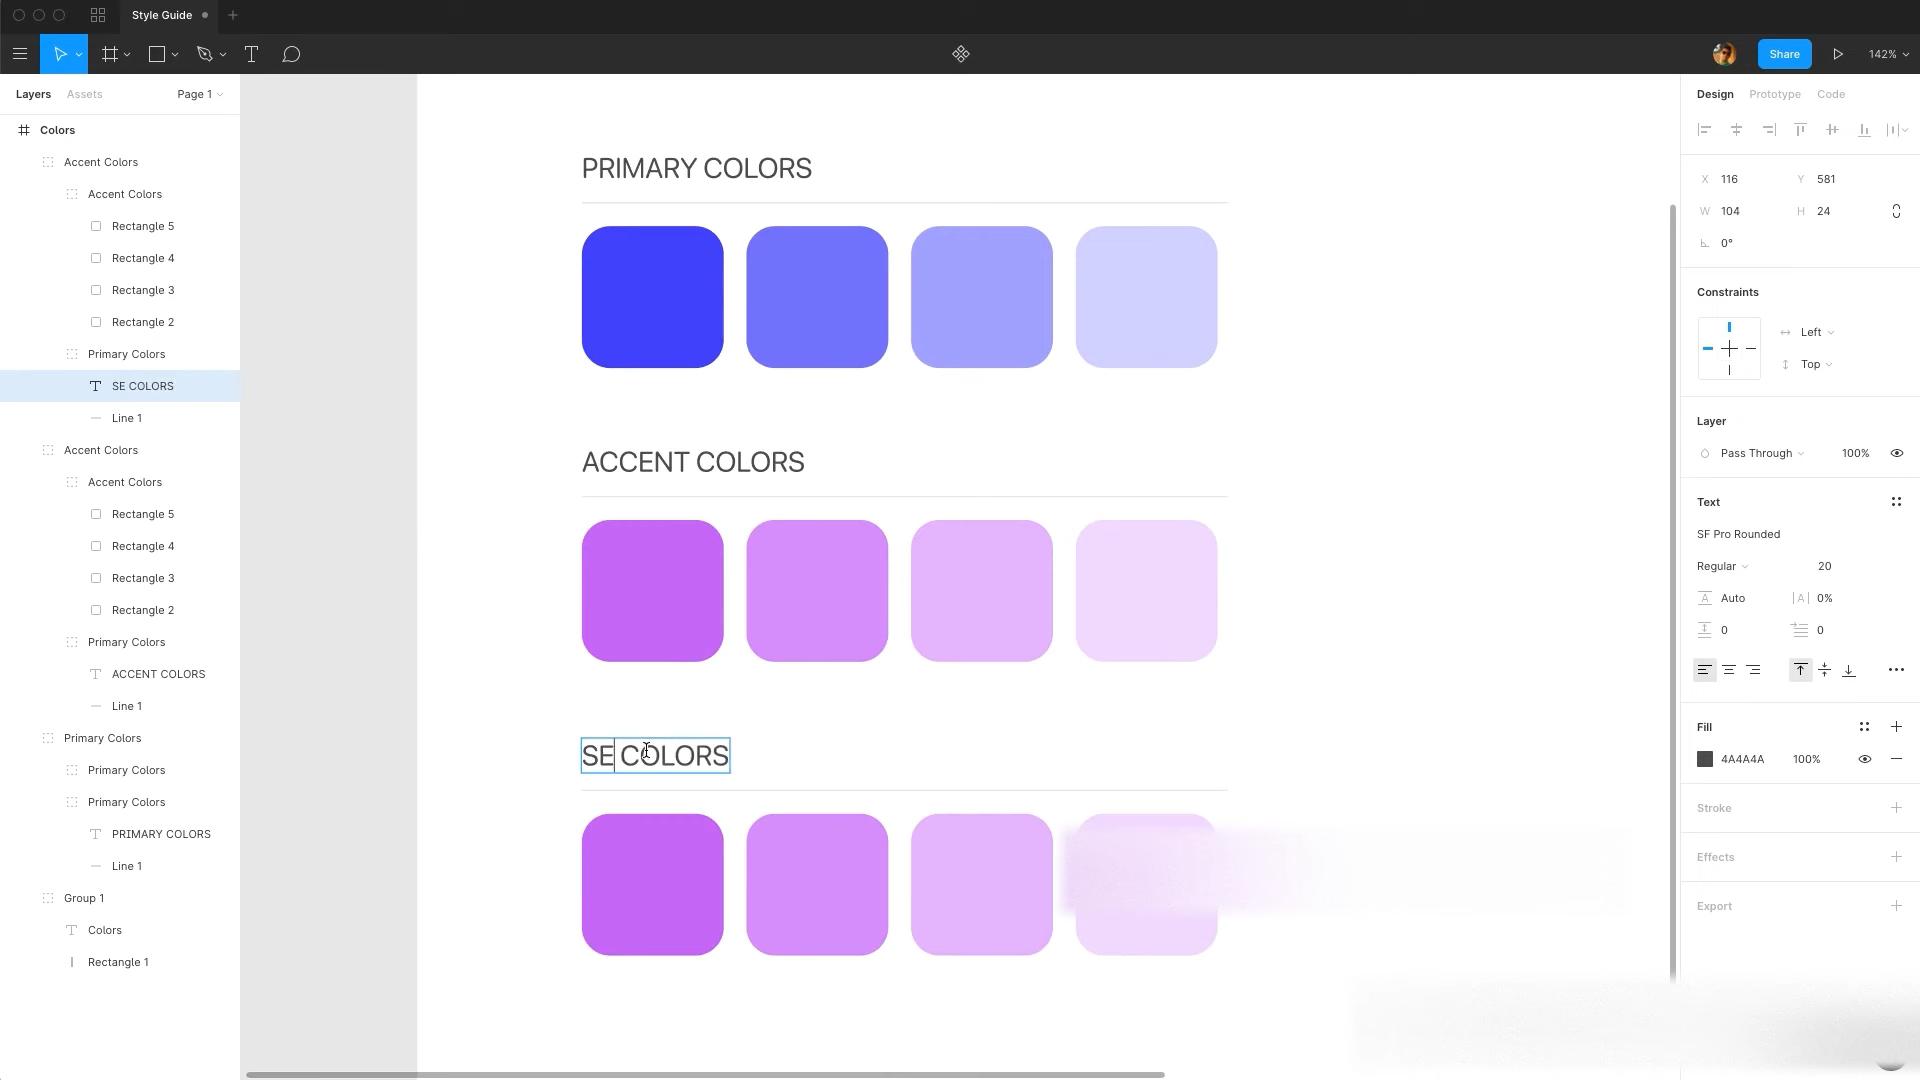 Style Guide
Share
142%
Layers Assets Page 1
Colors
Accent Colors
Accent Colors
Rectangle 5
Rectangle 4
Rectangle 3
Rectangle 2
Primary Colors
SE COLORS
Line 1
Accent Colors
Accent Colors
Rectangle 5
Rectangle 4
Rectangle 3
Rectangle 2
Primary Colors
ACCENT COLORS
Line 1
Primary Colors
Primary Colors
Primary Colors
PRIMARY COLORS
Line 1
Group 1
Colors
Rectangle 1
PRIMARY COLORS
ACCENT COLORS
SE COLORS
Design Prototype Code
X 116 Y 581
W 104 H 24
0°
Constraints
Left
Top
Layer
Pass Through 100%
Text
SF Pro Rounded
Regular 20
A Auto |A| 0%
0 0
Fill
4A4A4A 100%
Stroke
Effects
Export